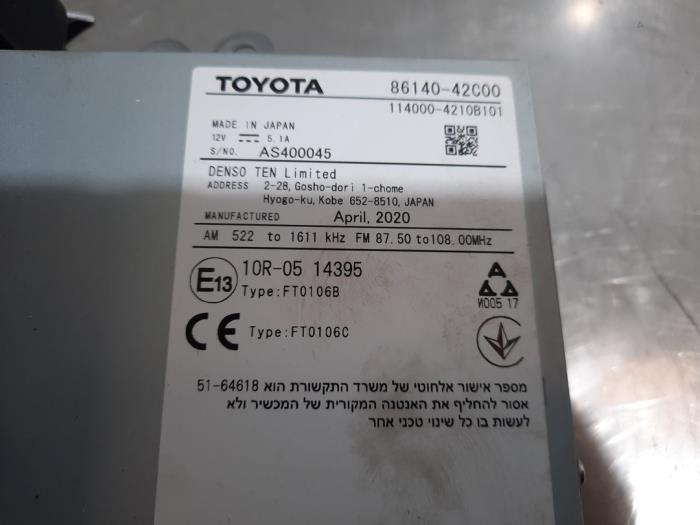 TOYOTA 86140-42C00
114000-4210B101
MADE IN JAPAN
12V ⎓ 5.1A
S/NO. AS400045
DENSO TEN Limited
ADDRESS 2-28, Gosho-dori 1-chome
Hyogo-ku, Kobe 652-8510, JAPAN
MANUFACTURED April, 2020
AM 522 to 1611 kHz FM 87.50 to108.00MHz
E13 10R-05 14395
Type:FT0106B
И005 17
CE Type:FT0106C
מספר אישור אלחוטי של משרד התקשורת הוא 51-64618
אסור להחליף את האנטנה המקורית של המכשיר ולא
לעשות בו כל שינוי טכני אחר